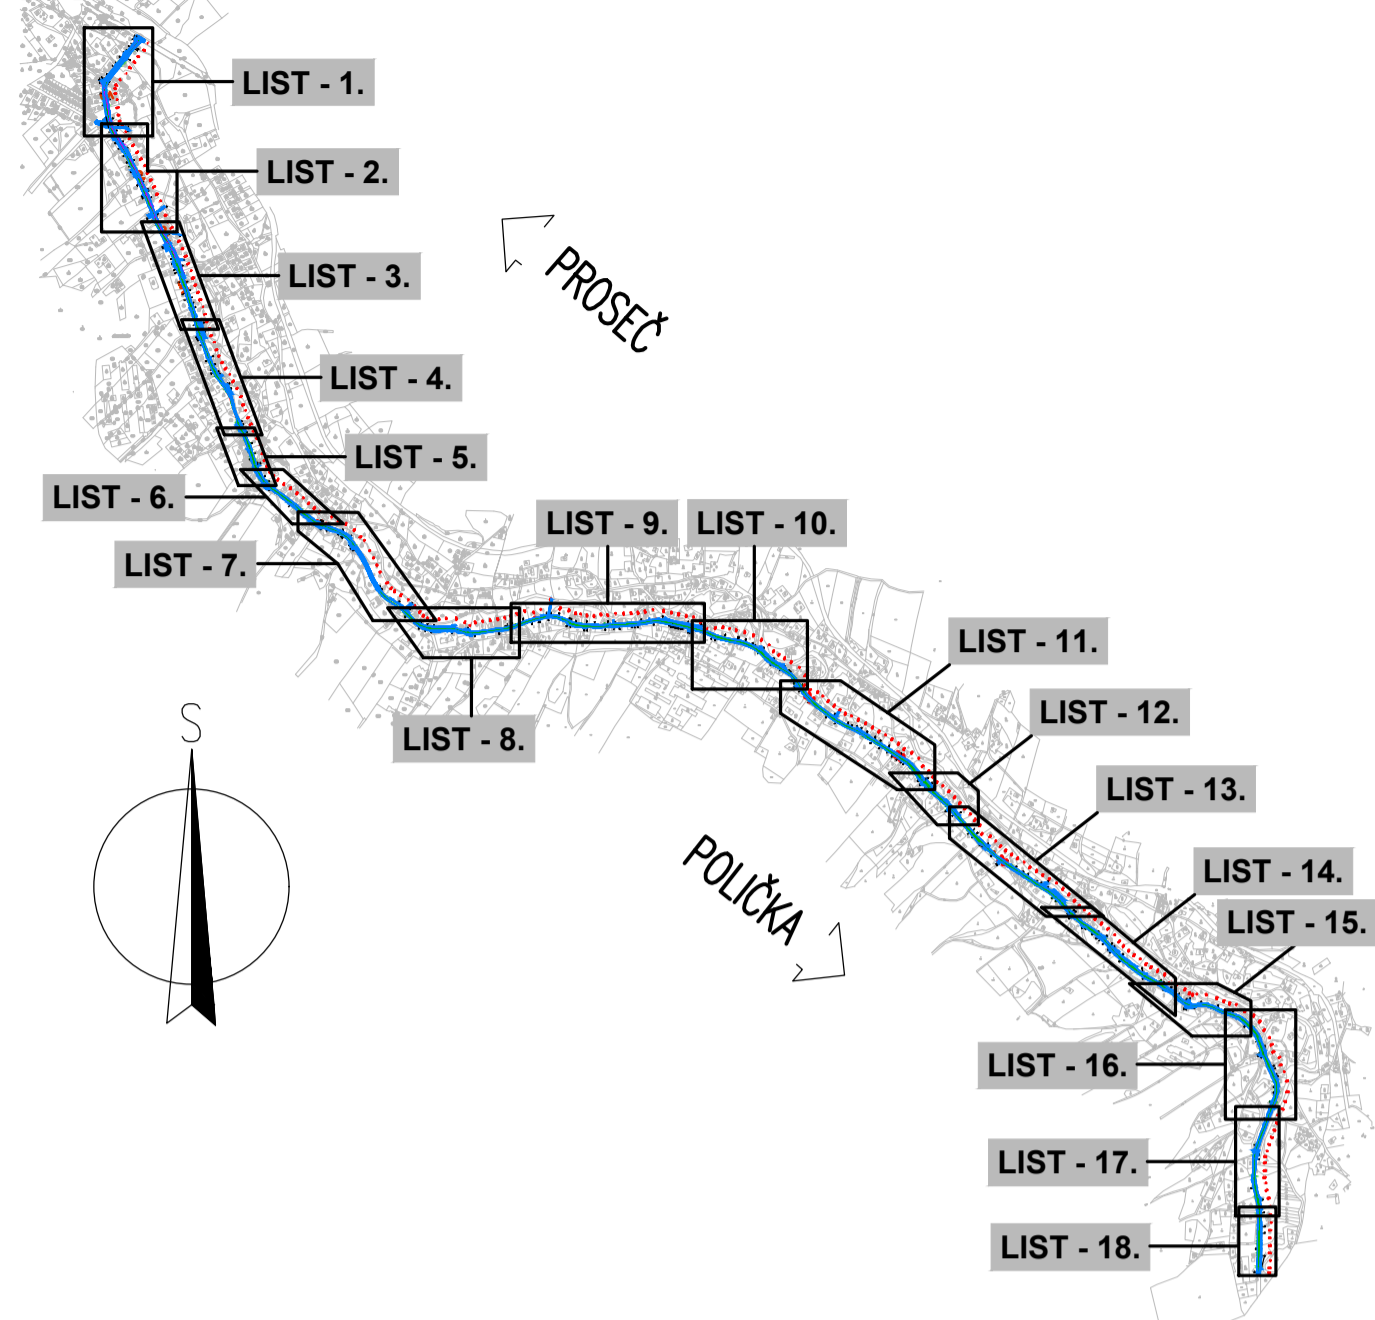 LIST - 1.
LIST - 2.
PROSEČ
LIST - 3.
LIST - 4.
LIST - 5.
LIST - 6.
LIST - 7.
LIST - 8.
LIST - 9.
LIST - 10.
LIST - 11.
LIST - 12.
LIST - 13.
LIST - 14.
LIST - 15.
LIST - 16.
LIST - 17.
LIST - 18.
POLIČKA
S